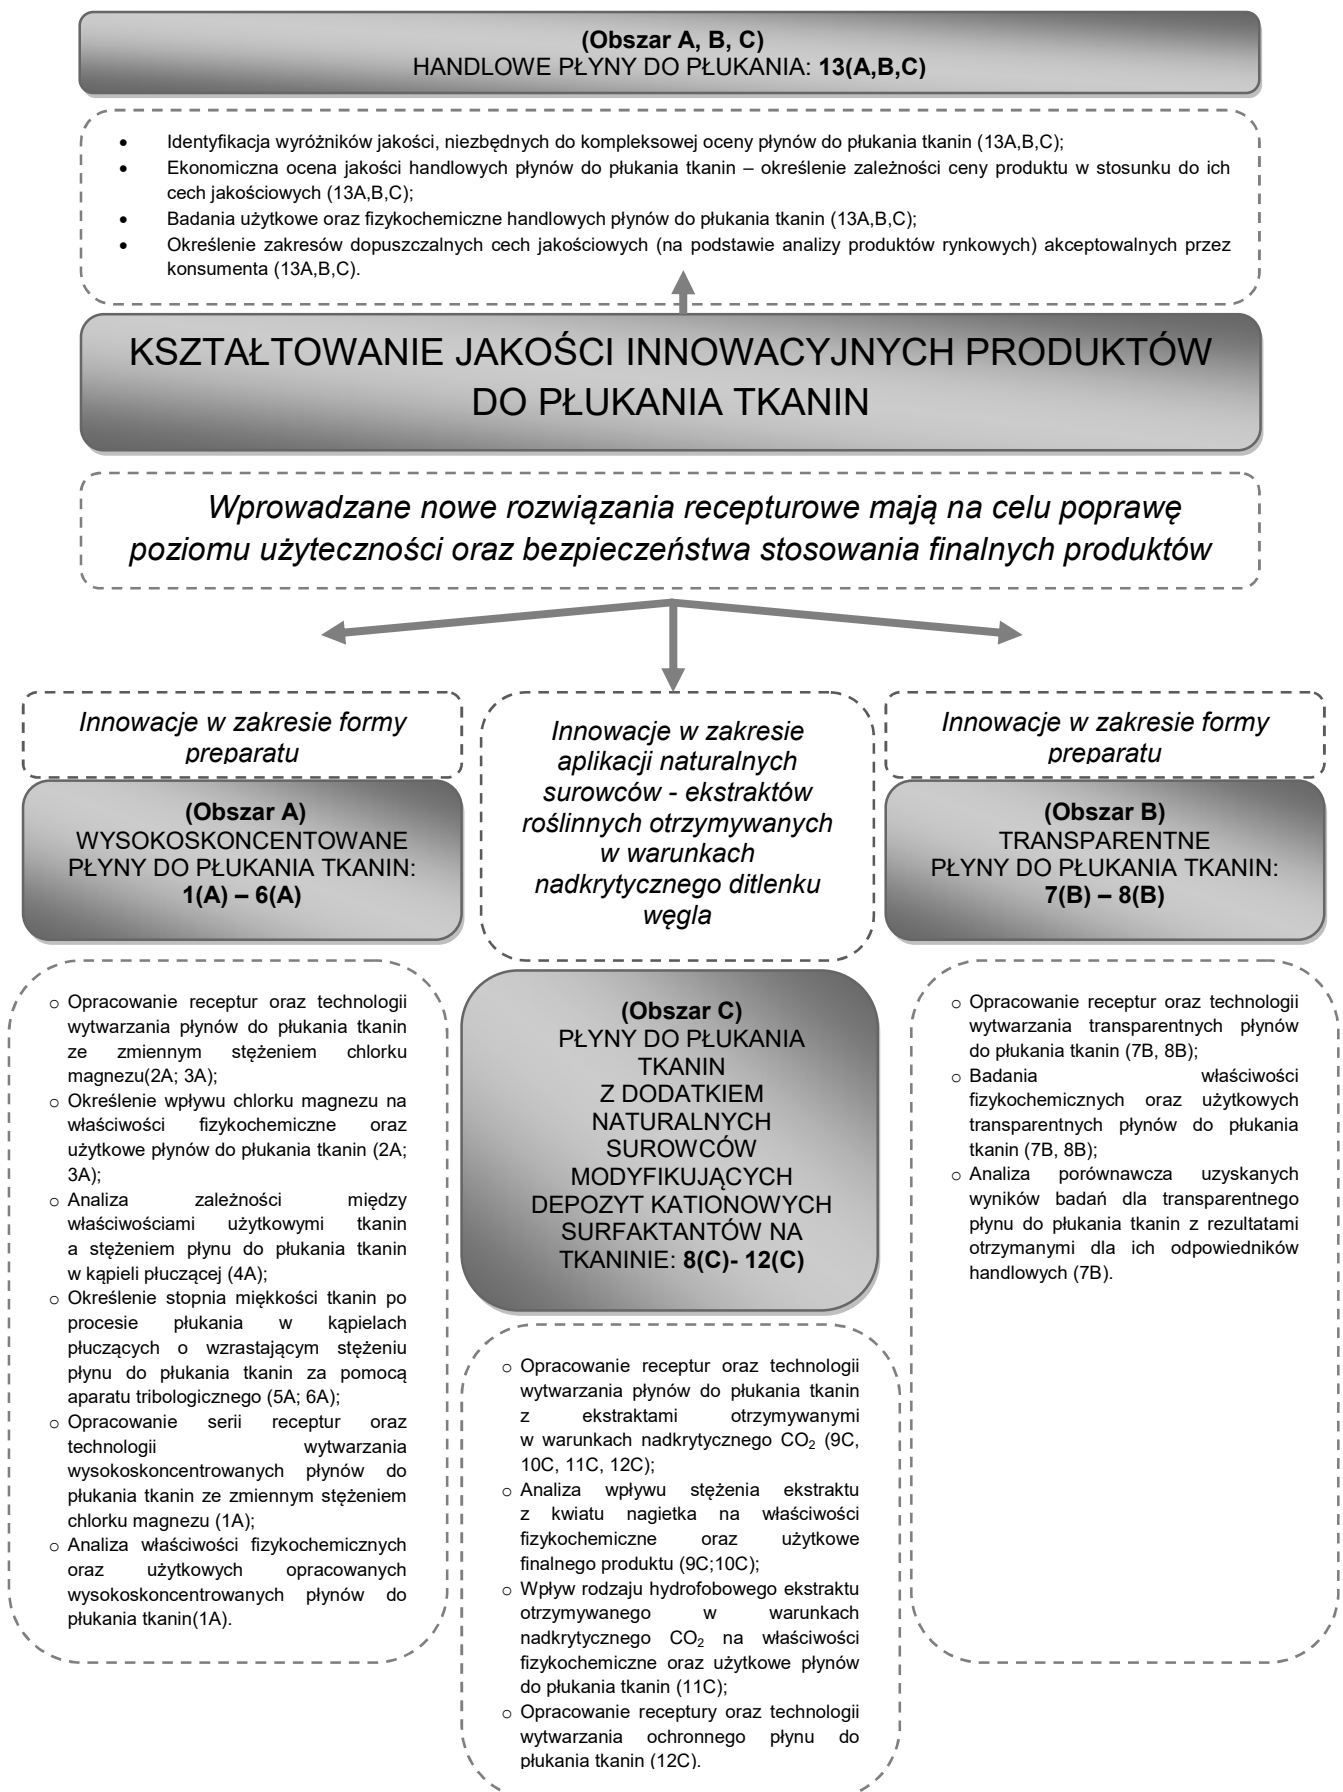 (Obszar A, B, C)
HANDLOWE PŁYNY DO PŁUKANIA: 13(A,B,C)
• Identyfikacja wyróżników jakości, niezbędnych do kompleksowej oceny płynów do płukania tkanin (13A,B,C);
• Ekonomiczna ocena jakości handlowych płynów do płukania tkanin – określenie zależności ceny produktu w stosunku do ich
cech jakościowych (13A,B,C);
• Badania użytkowe oraz fizykochemiczne handlowych płynów do płukania tkanin (13A,B,C);
• Określenie zakresów dopuszczalnych cech jakościowych (na podstawie analizy produktów rynkowych) akceptowalnych przez
konsumenta (13A,B,C).
KSZTAŁTOWANIE JAKOŚCI INNOWACYJNYCH PRODUKTÓW
DO PŁUKANIA TKANIN
Wprowadzane nowe rozwiązania recepturowe mają na celu poprawę
poziomu użyteczności oraz bezpieczeństwa stosowania finalnych produktów
Innowacje w zakresie formy
preparatu
(Obszar A)
WYSOKOSKONCENTOWANE
PŁYNY DO PŁUKANIA TKANIN:
1(A) – 6(A)
o Opracowanie receptur oraz technologii
wytwarzania płynów do płukania tkanin
ze zmiennym stężeniem chlorku
magnezu(2A; 3A);
o Określenie wpływu chlorku magnezu na
właściwości fizykochemiczne oraz
użytkowe płynów do płukania tkanin (2A;
3A);
o Analiza zależności między
właściwościami użytkowymi tkanin
a stężeniem płynu do płukania tkanin
w kąpieli płuczącej (4A);
o Określenie stopnia miękkości tkanin po
procesie płukania w kąpielach
płuczących o wzrastającym stężeniu
płynu do płukania tkanin za pomocą
aparatu tribologicznego (5A; 6A);
o Opracowanie serii receptur oraz
technologii wytwarzania
wysokoskoncentrowanych płynów do
płukania tkanin ze zmiennym stężeniem
chlorku magnezu (1A);
o Analiza właściwości fizykochemicznych
oraz użytkowych opracowanych
wysokoskoncentrowanych płynów do
płukania tkanin(1A).
Innowacje w zakresie
aplikacji naturalnych
surowców - ekstraktów
roślinnych otrzymywanych
w warunkach
nadkrytycznego ditlenku
węgla
(Obszar C)
PŁYNY DO PŁUKANIA
TKANIN
Z DODATKIEM
NATURALNYCH
SUROWCÓW
MODYFIKUJĄCYCH
DEPOZYT KATIONOWYCH
SURFAKTANTÓW NA
TKANINIE: 8(C)- 12(C)
o Opracowanie receptur oraz technologii
wytwarzania płynów do płukania tkanin
z ekstraktami otrzymywanymi
w warunkach nadkrytycznego CO₂ (9C,
10C, 11C, 12C);
o Analiza wpływu stężenia ekstraktu
z kwiatu nagietka na właściwości
fizykochemiczne oraz użytkowe
finalnego produktu (9C;10C);
o Wpływ rodzaju hydrofobowego ekstraktu
otrzymywanego w warunkach
nadkrytycznego CO₂ na właściwości
fizykochemiczne oraz użytkowe płynów
do płukania tkanin (11C);
o Opracowanie receptury oraz technologii
wytwarzania ochronnego płynu do
płukania tkanin (12C).
Innowacje w zakresie formy
preparatu
(Obszar B)
TRANSPARENTNE
PŁYNY DO PŁUKANIA TKANIN:
7(B) – 8(B)
o Opracowanie receptur oraz technologii
wytwarzania transparentnych płynów
do płukania tkanin (7B, 8B);
o Badania właściwości
fizykochemicznych oraz użytkowych
transparentnych płynów do płukania
tkanin (7B, 8B);
o Analiza porównawcza uzyskanych
wyników badań dla transparentnego
płynu do płukania tkanin z rezultatami
otrzymanymi dla ich odpowiedników
handlowych (7B).